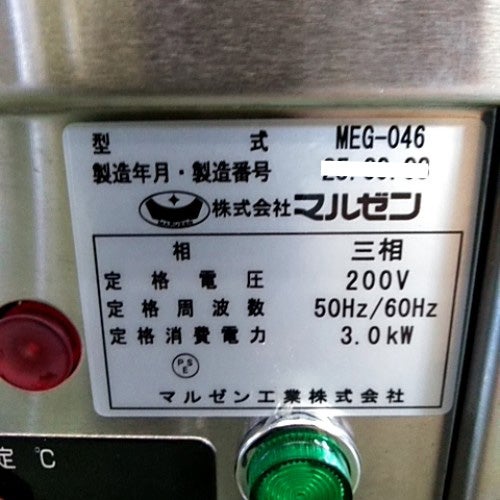 型式 MEG-046
製造年月・製造番号
株式会社マルゼン
相 三相
定格電圧 200V
定格周波数 50Hz/60Hz
定格消費電力 3.0kW
PSE
マルゼン工業株式会社
定 ℃